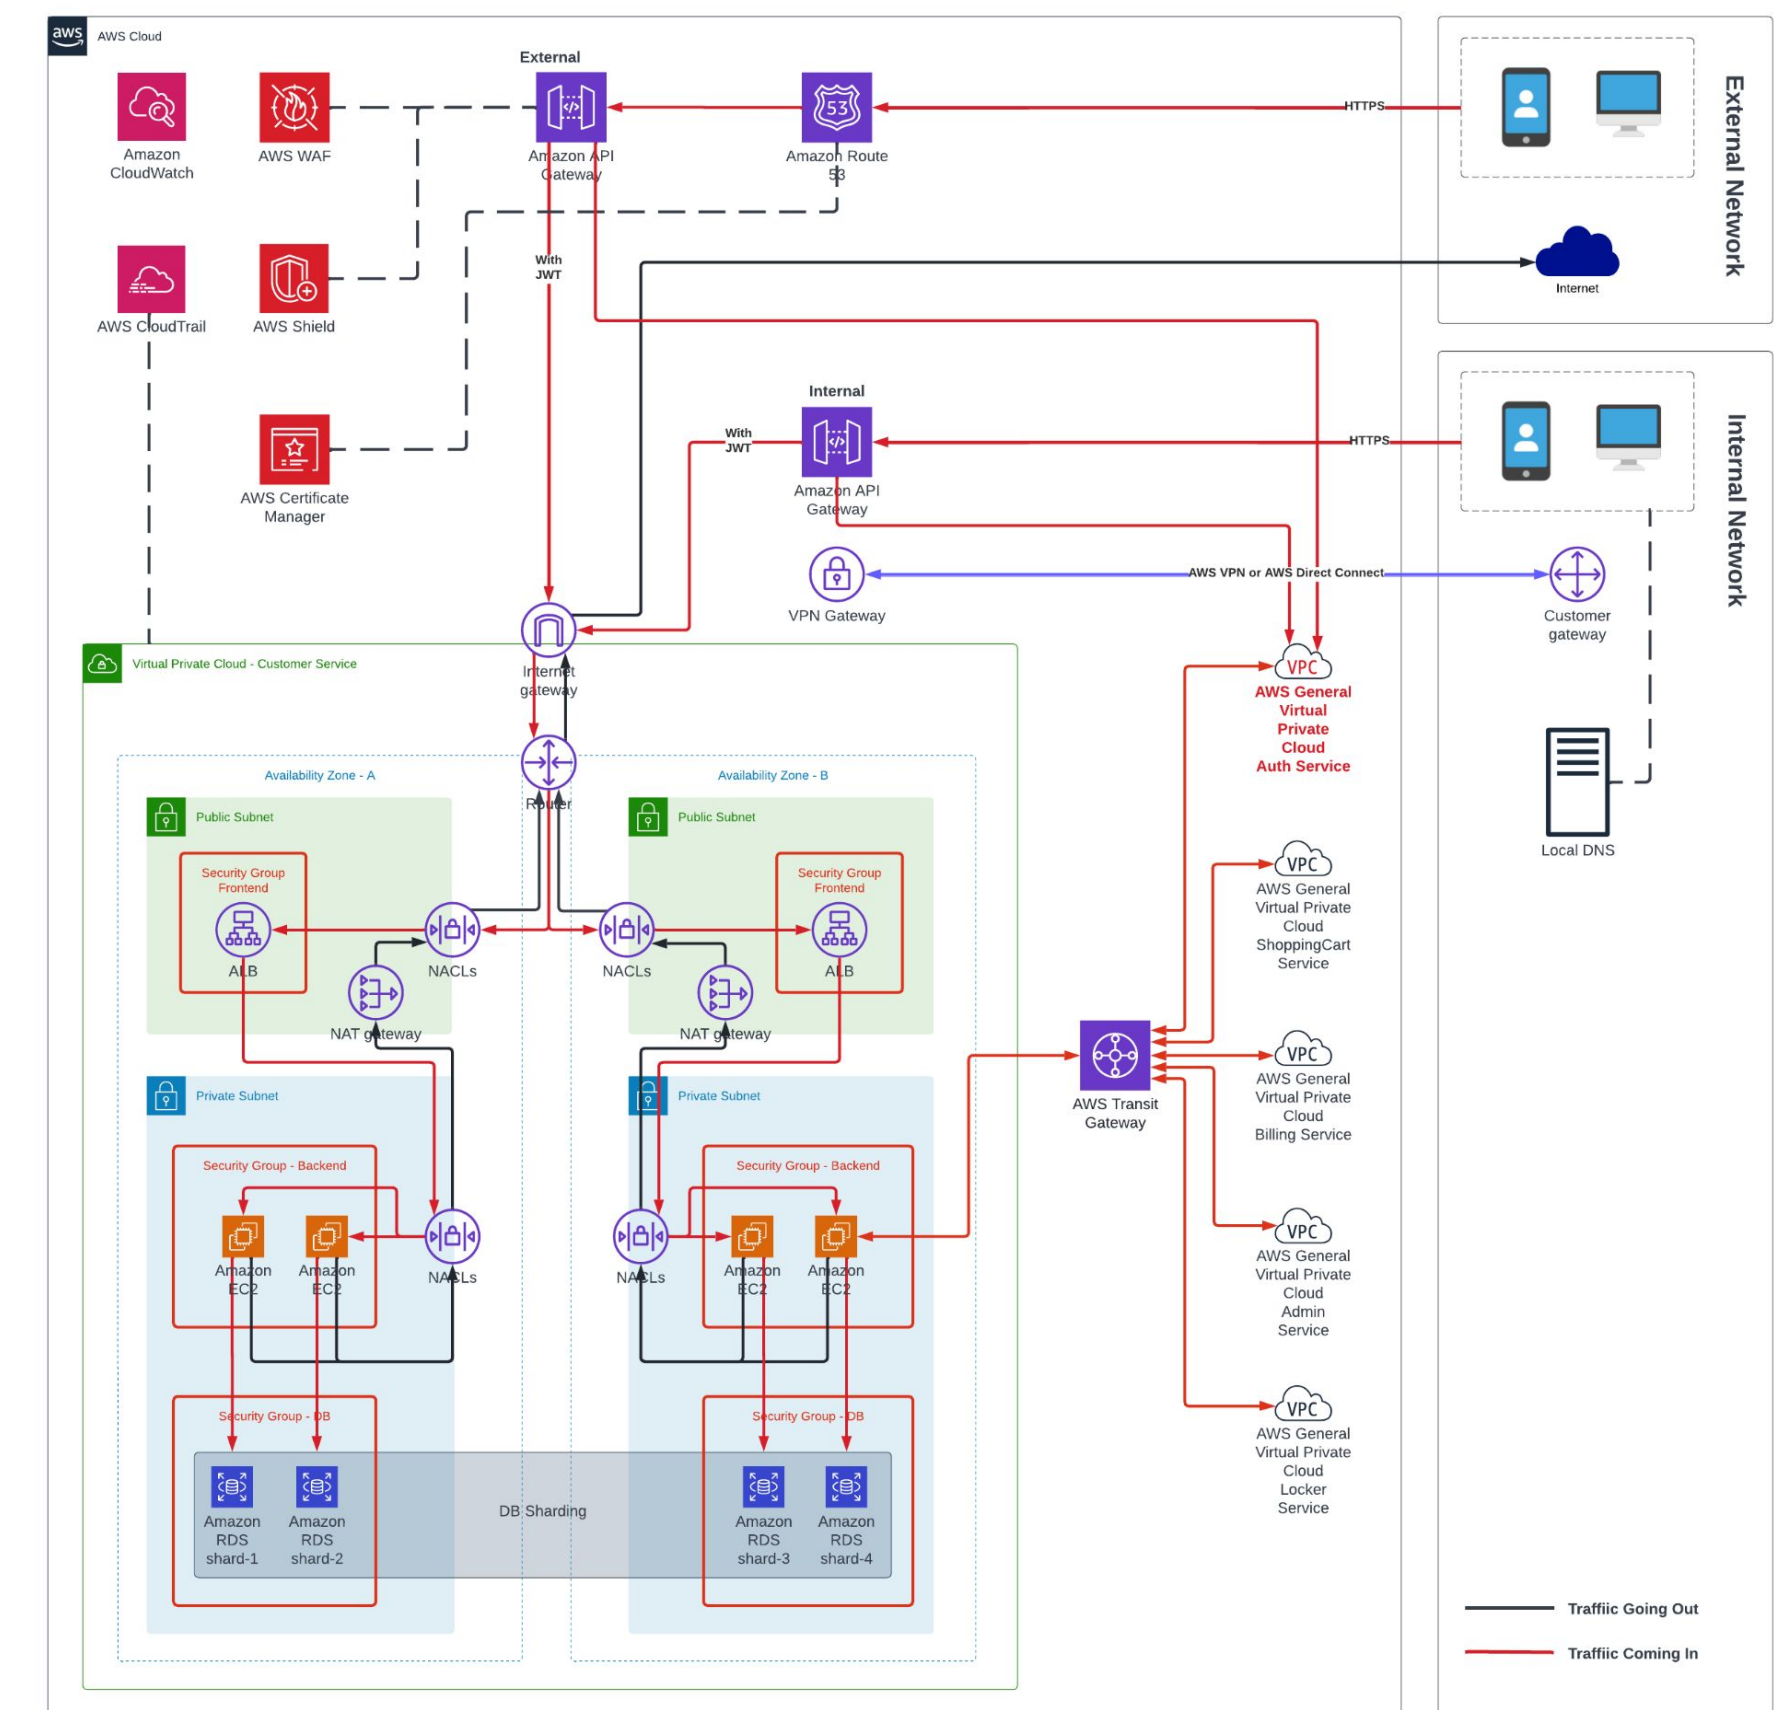 aws
AWS Cloud
External
Amazon
CloudWatch
AWS WAF
Amazon API
Gateway
53
Amazon Route
53
HTTPS
External Network
AWS CloudTrail
AWS Shield
With
JWT
Internet
AWS Certificate
Manager
Internal
With
JWT
Amazon API
Gateway
HTTPS
Internal Network
VPN Gateway
AWS VPN or AWS Direct Connect
Customer
gateway
Virtual Private Cloud - Customer Service
Internet
gateway
VPC
AWS General
Virtual
Private
Cloud
Auth Service
Local DNS
Availability Zone - A
Availability Zone - B
Router
Public Subnet
Public Subnet
Security Group
Frontend
Security Group
Frontend
ALB
NACLs
NACLs
ALB
NAT gateway
NAT gateway
VPC
AWS General
Virtual Private
Cloud
ShoppingCart
Service
Private Subnet
Private Subnet
AWS Transit
Gateway
VPC
AWS General
Virtual Private
Cloud
Billing Service
Security Group - Backend
Security Group - Backend
Amazon
EC2
Amazon
EC2
NACLs
NACLs
Amazon
EC2
Amazon
EC2
VPC
AWS General
Virtual Private
Cloud
Admin
Service
Security Group - DB
Security Group - DB
Amazon
RDS
shard-1
Amazon
RDS
shard-2
DB Sharding
Amazon
RDS
shard-3
Amazon
RDS
shard-4
VPC
AWS General
Virtual Private
Cloud
Locker
Service
Traffiic Going Out
Traffiic Coming In